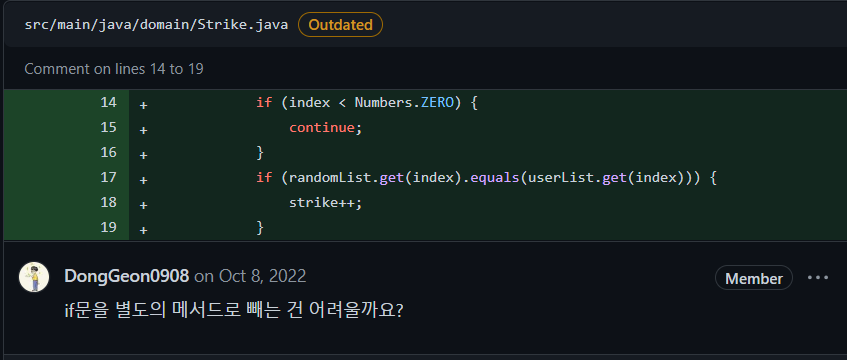 src/main/java/domain/Strike.java Outdated
Comment on lines 14 to 19
14 + if (index < Numbers.ZERO) {
15 + continue;
16 + }
17 + if (randomList.get(index).equals(userList.get(index))) {
18 + strike++;
19 + }
DongGeon0908 on Oct 8, 2022 Member ...
if문을 별도의 메서드로 빼는 건 어려울까요?